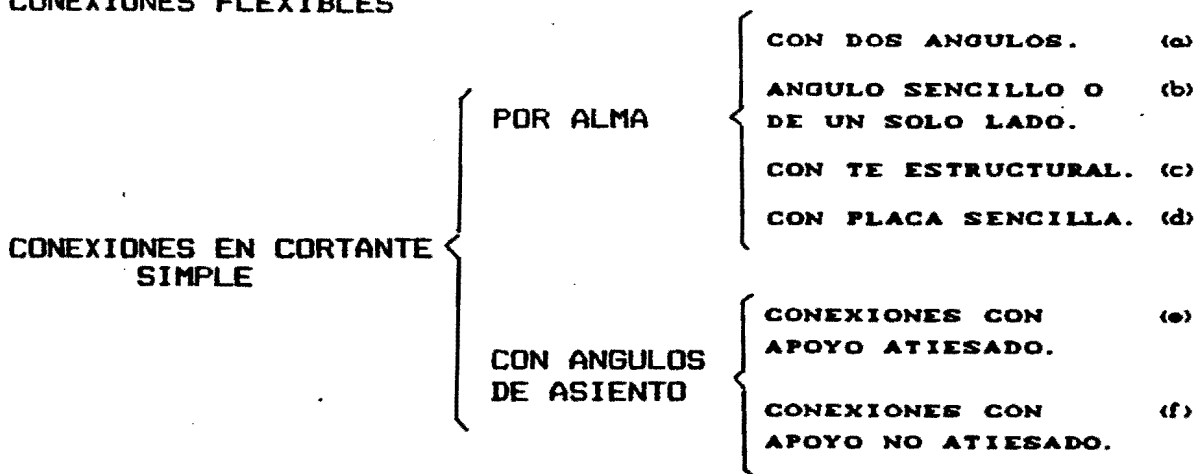 CONEXIONES FLEXIBLES
CONEXIONES EN CORTANTE
SIMPLE
POR ALMA
CON DOS ANGULOS. (a)
ANGULO SENCILLO O (b)
DE UN SOLO LADO.
CON TE ESTRUCTURAL. (c)
CON PLACA SENCILLA. (d)
CON ANGULOS
DE ASIENTO
CONEXIONES CON (e)
APOYO ATIESADO.
CONEXIONES CON (f)
APOYO NO ATIESADO.